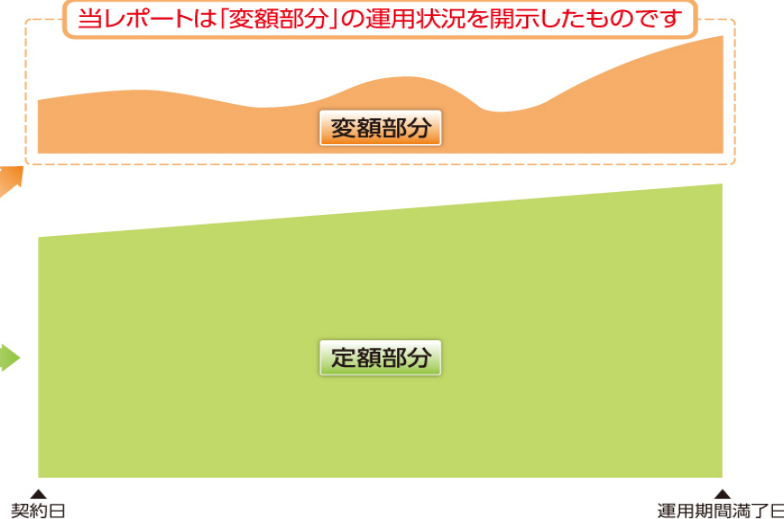 当レポートは「変額部分」の運用状況を開示したものです
変額部分
定額部分
契約日
運用期間満了日